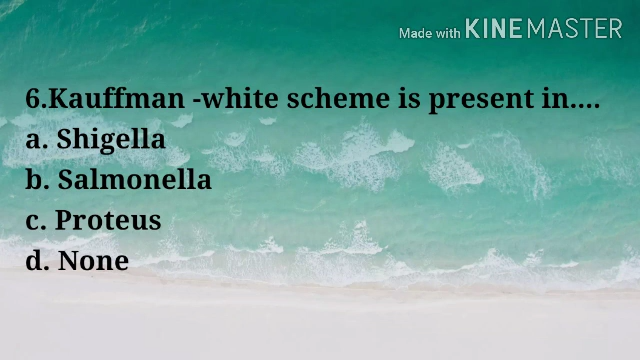 Made with KINEMASTER
6.Kauffman -white scheme is present in....
a. Shigella
b. Salmonella
c. Proteus
d. None